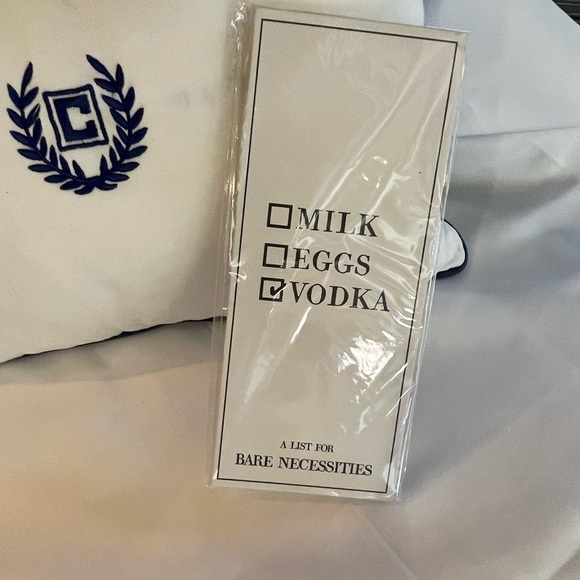 C
MILK
EGGS
VODKA
A LIST FOR
BARE NECESSITIES